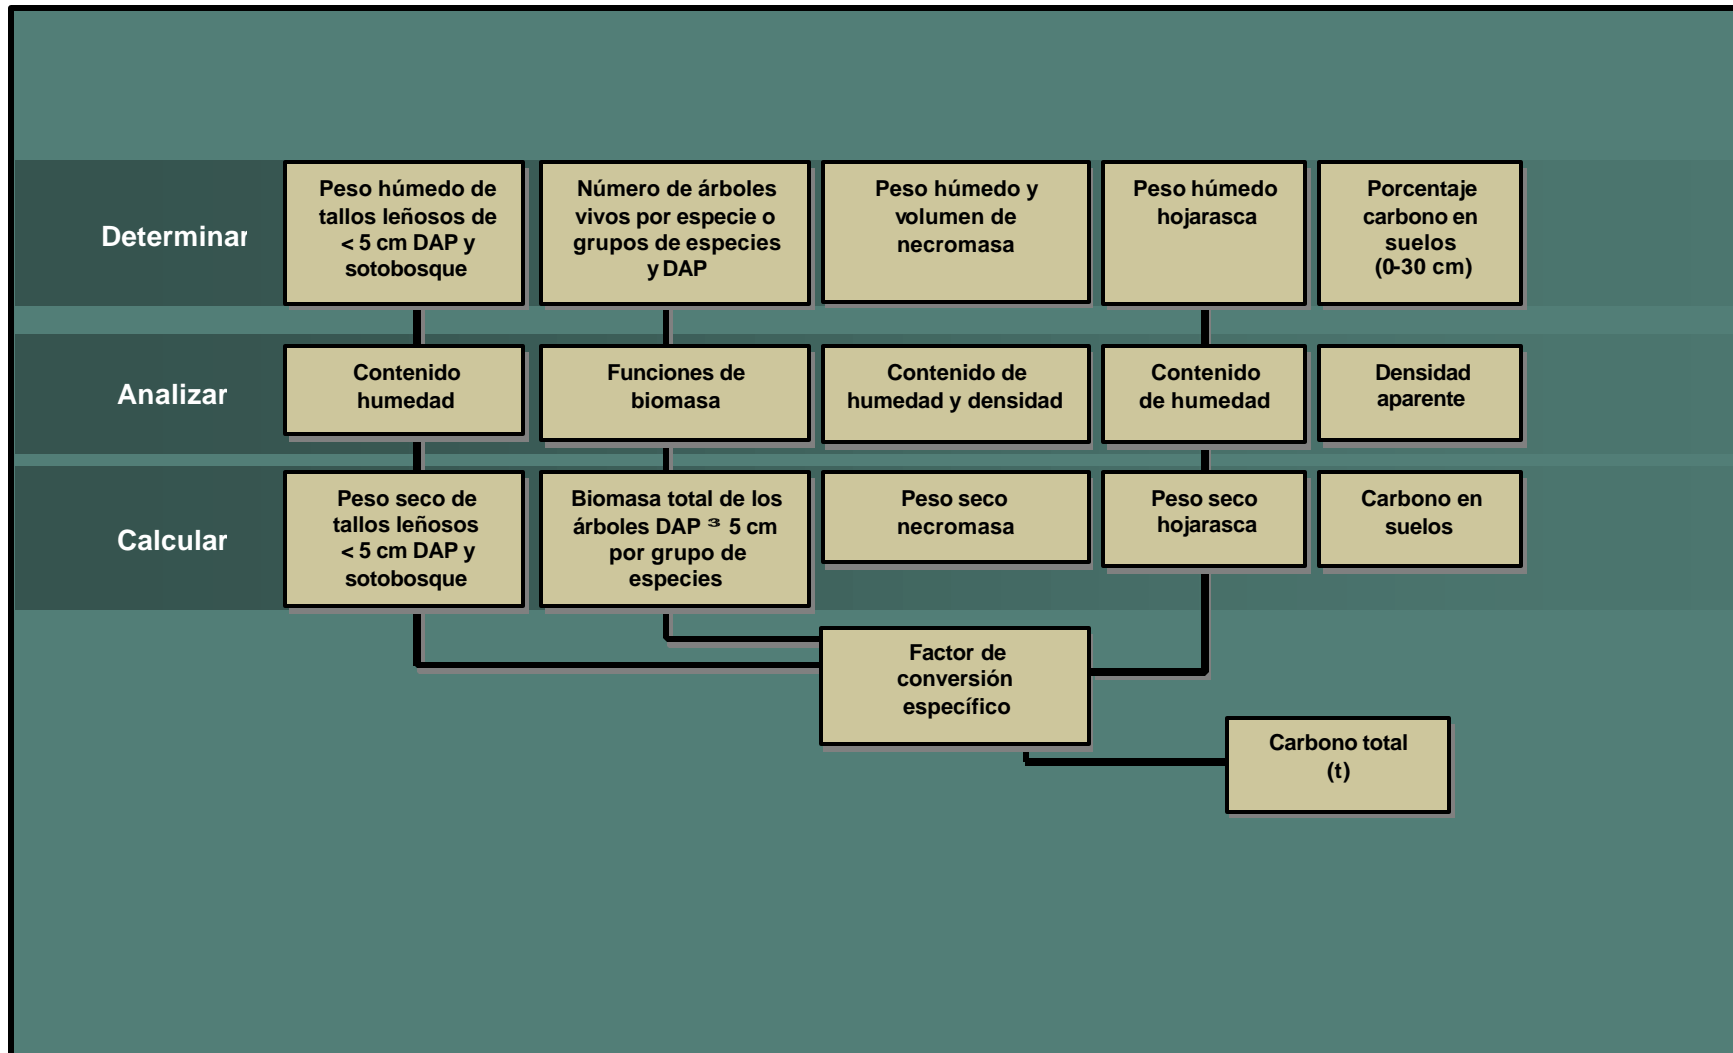 Determinar
Peso húmedo de
tallos leñosos de
< 5 cm DAP y
sotobosque
Número de árboles
vivos por especie o
grupos de especies
y DAP
Peso húmedo y
volumen de
necromasa
Peso húmedo
hojarasca
Porcentaje
carbono en
suelos
(0-30 cm)
Analizar
Contenido
humedad
Funciones de
biomasa
Contenido de
humedad y densidad
Contenido
de humedad
Densidad
aparente
Calcular
Peso seco de
tallos leñosos
< 5 cm DAP y
sotobosque
Biomasa total de los
árboles DAP ³ 5 cm
por grupo de
especies
Peso seco
necromasa
Peso seco
hojarasca
Carbono en
suelos
Factor de
conversión
específico
Carbono total
(t)